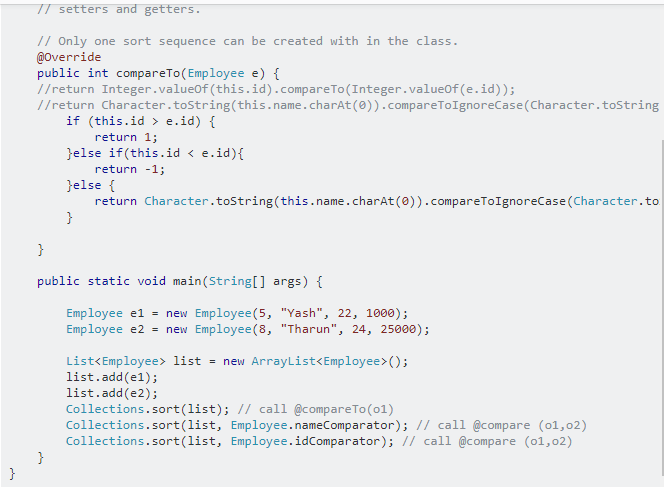 // setters and getters.
// Only one sort sequence can be created with in the class.
@Override
public int compareTo(Employee e) {
//return Integer.valueOf(this.id).compareTo(Integer.valueOf(e.id));
//return Character.toString(this.name.charAt(0)).compareToIgnoreCase(Character.toString
if (this.id > e.id) {
return 1;
}else if(this.id < e.id){
return -1;
}else {
return Character.toString(this.name.charAt(0)).compareToIgnoreCase(Character.to
}
}
public static void main(String[] args) {
Employee e1 = new Employee(5, "Yash", 22, 1000);
Employee e2 = new Employee(8, "Tharun", 24, 25000);
List<Employee> list = new ArrayList<Employee>();
list.add(e1);
list.add(e2);
Collections.sort(list); // call @compareTo(o1)
Collections.sort(list, Employee.nameComparator); // call @compare (o1,o2)
Collections.sort(list, Employee.idComparator); // call @compare (o1,o2)
}
}